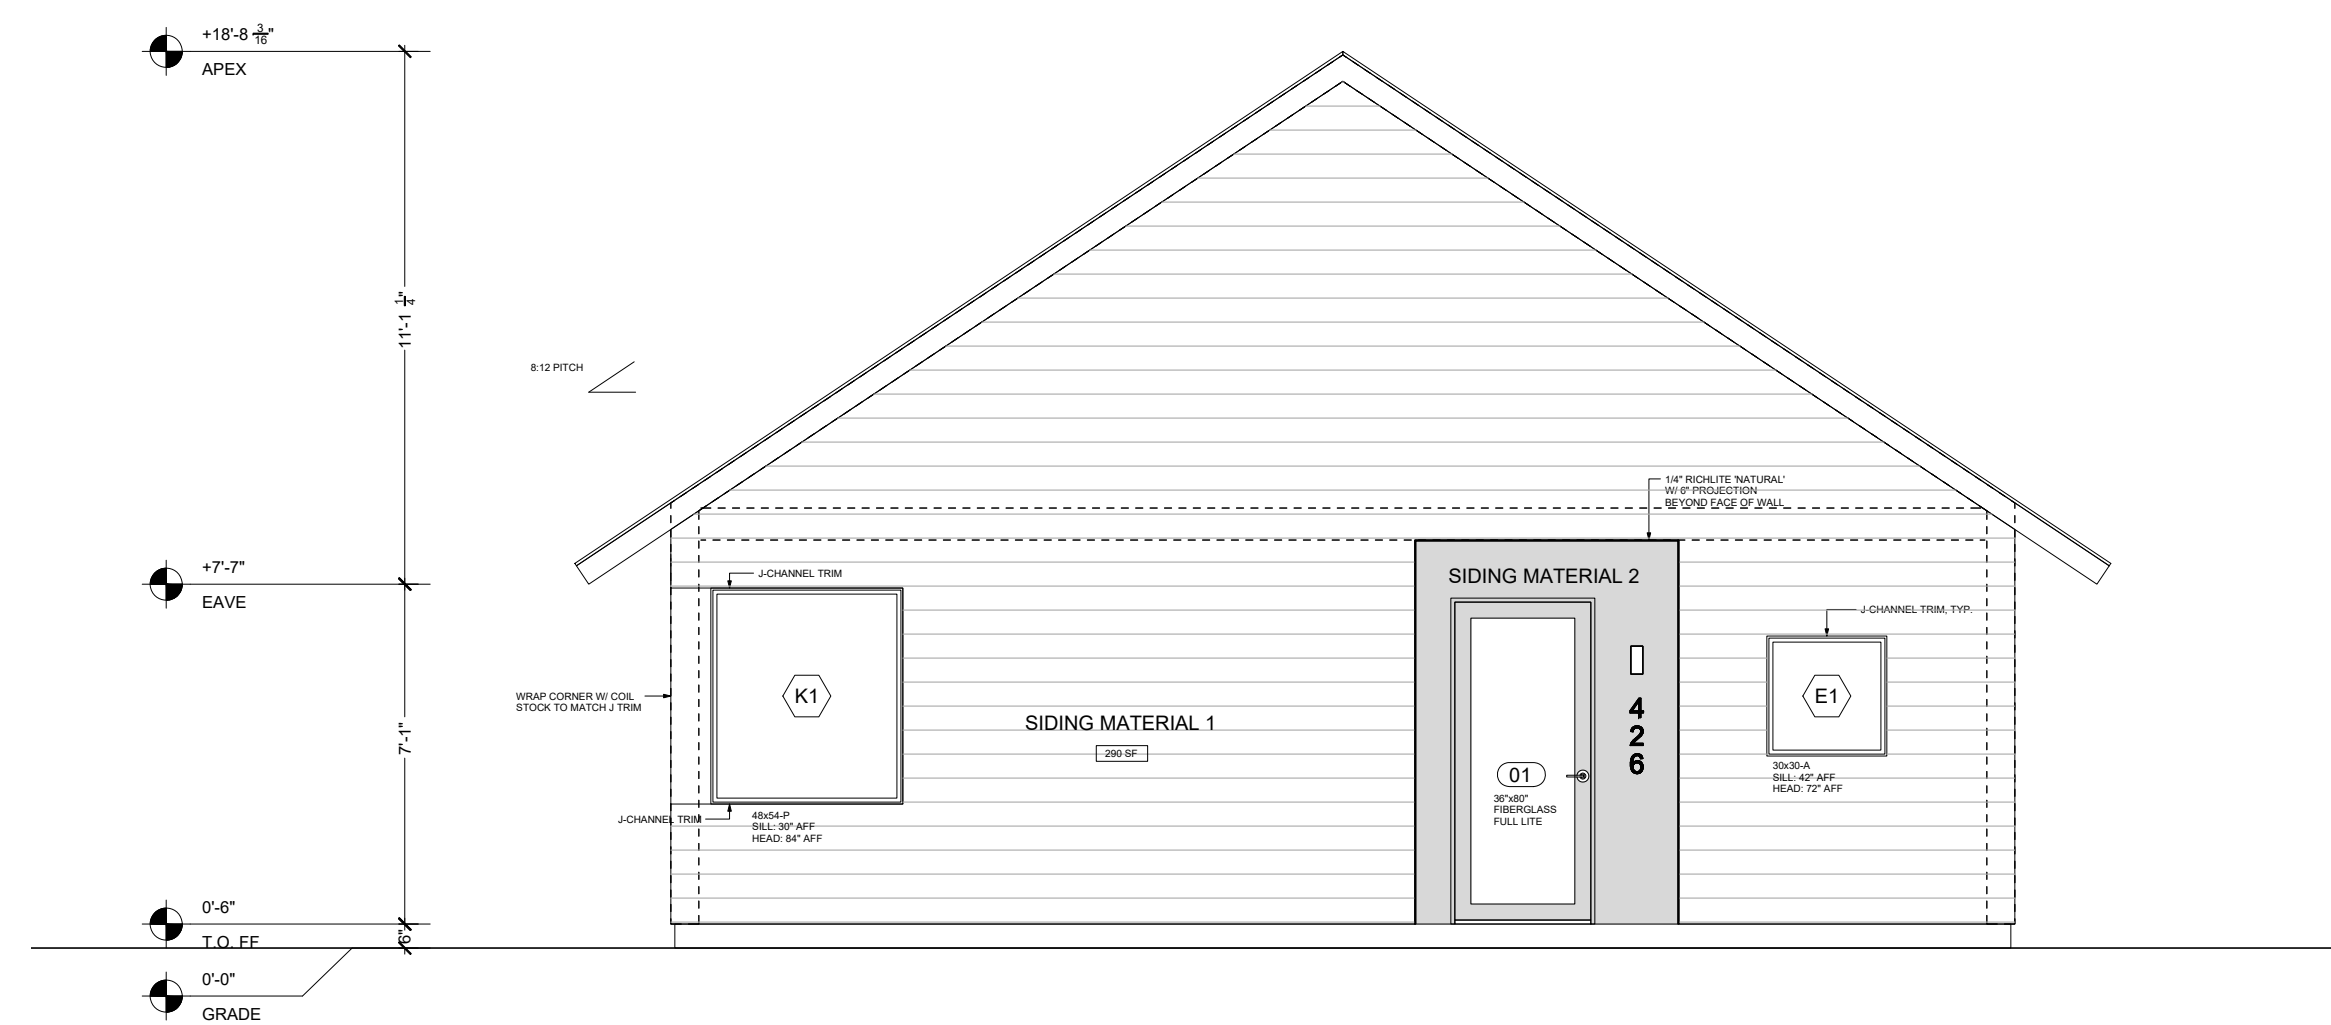 +18'-8 3/16"
APEX
11'-1 1/4"
8:12 PITCH
1/4" RICHLITE 'NATURAL'
W/ 6" PROJECTION
BEYOND FACE OF WALL
+7'-7"
EAVE
J-CHANNEL TRIM
SIDING MATERIAL 2
J-CHANNEL TRIM, TYP.
K1
E1
WRAP CORNER W/ COIL
STOCK TO MATCH J TRIM
7'-1"
SIDING MATERIAL 1
290 SF
4
2
6
01
36"x80"
FIBERGLASS
FULL LITE
30x30-A
SILL: 42" AFF
HEAD: 72" AFF
J-CHANNEL TRIM
48x54-P
SILL: 30" AFF
HEAD: 84" AFF
0'-6"
T.O. FF
6"
0'-0"
GRADE